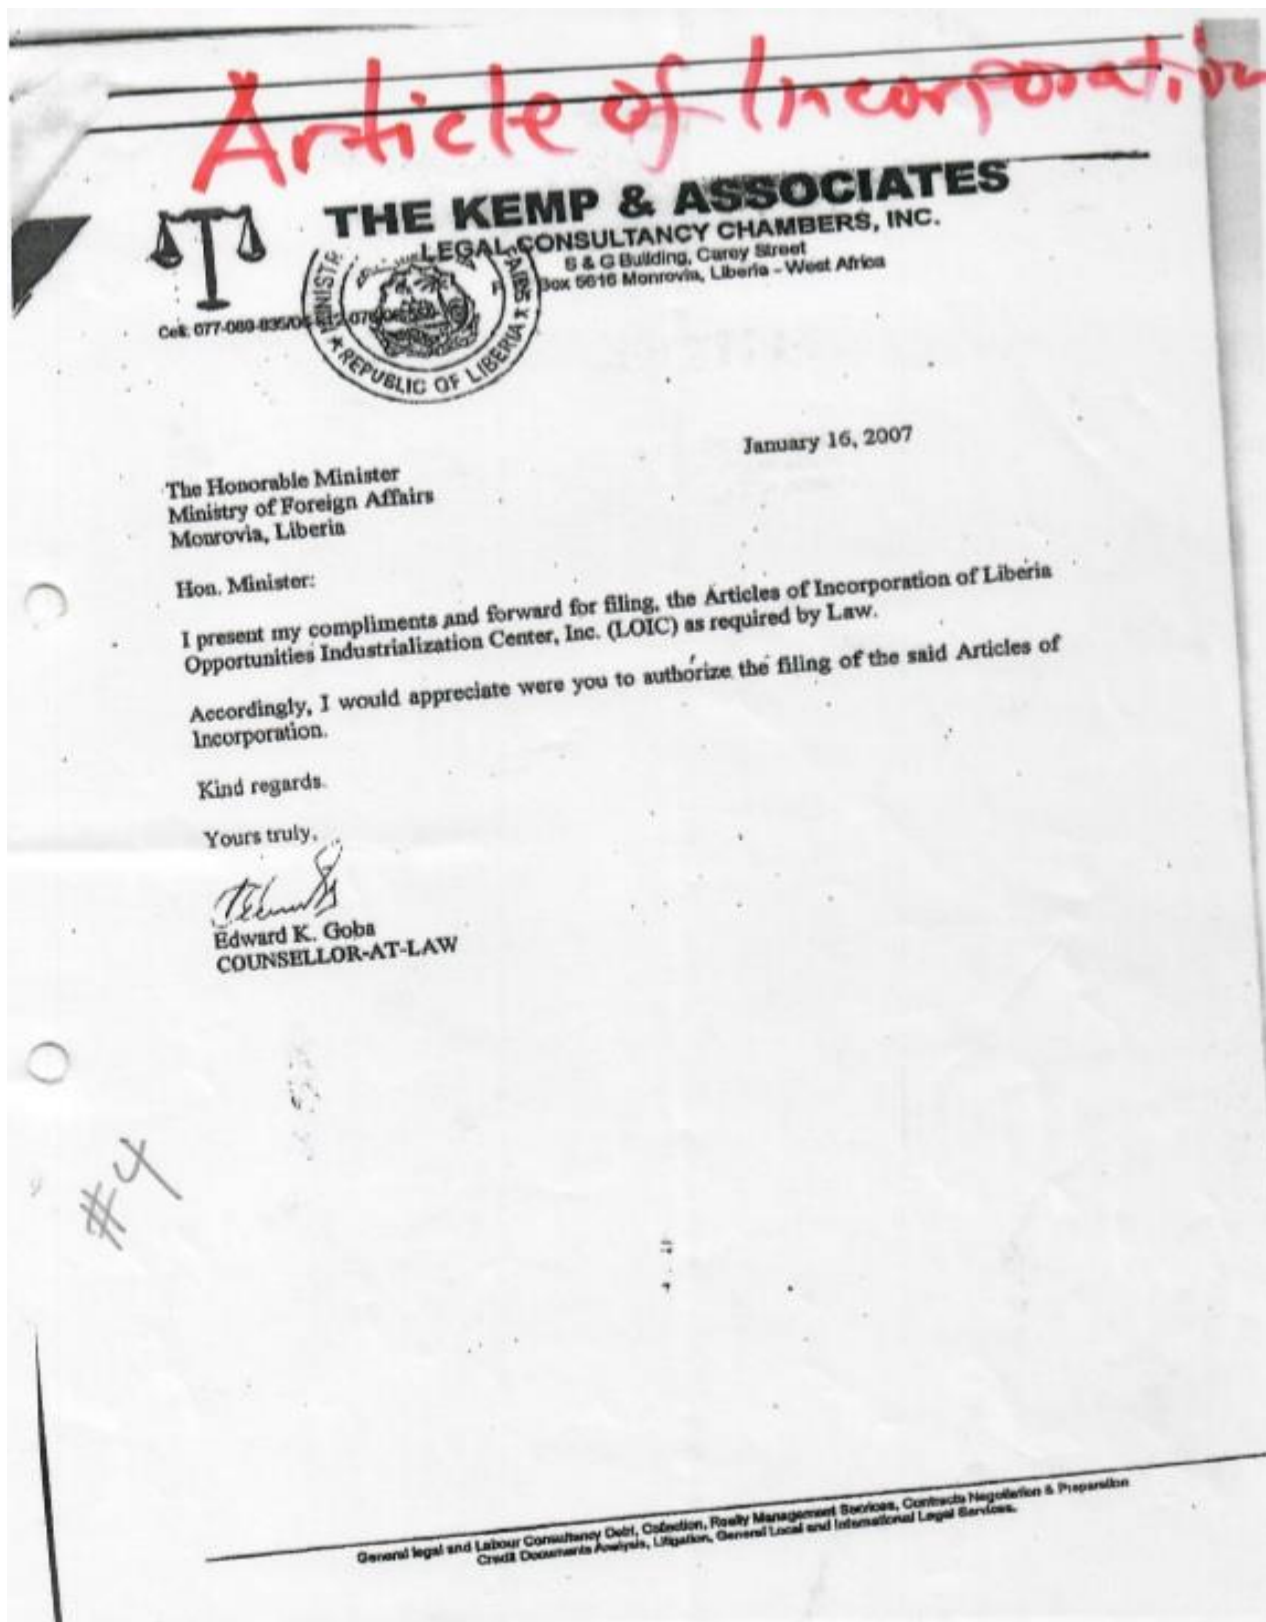 Article of Incorporation
THE KEMP & ASSOCIATES
LEGAL CONSULTANCY CHAMBERS, INC.
S & G Building, Carey Street
Box 5616 Monrovia, Liberia - West Africa
Cell: 077-089-835/06
REPUBLIC OF LIBERIA
January 16, 2007
The Honorable Minister
Ministry of Foreign Affairs
Monrovia, Liberia
Hon. Minister:
I present my compliments and forward for filing, the Articles of Incorporation of Liberia
Opportunities Industrialization Center, Inc. (LOIC) as required by Law.
Accordingly, I would appreciate were you to authorize the filing of the said Articles of
Incorporation.
Kind regards.
Yours truly,
Edward K. Goba
COUNSELLOR-AT-LAW
#4
General legal and Labour Consultancy Debt, Collection, Realty Management Services, Contracts Negotiation & Preparation
Credit Documents Analysis, Litigation, General Local and International Legal Services.